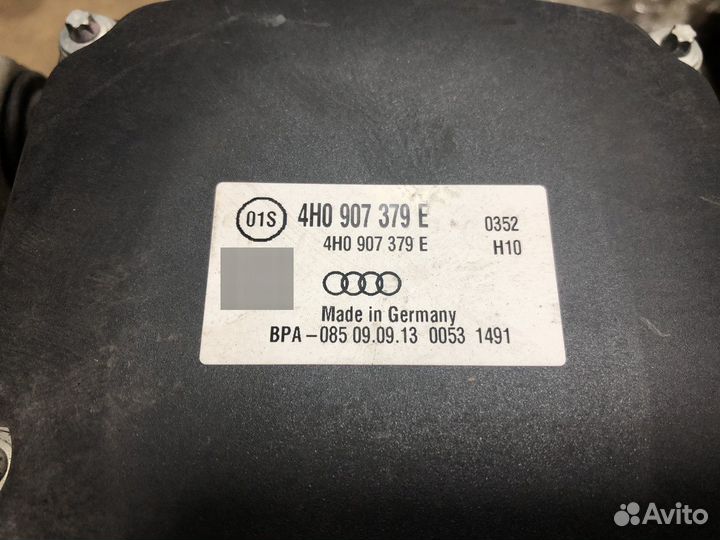 01S 4H0 907 379 E 0352
4H0 907 379 E H10
Made in Germany
BPA-085 09.09.13 0053 1491
Avito